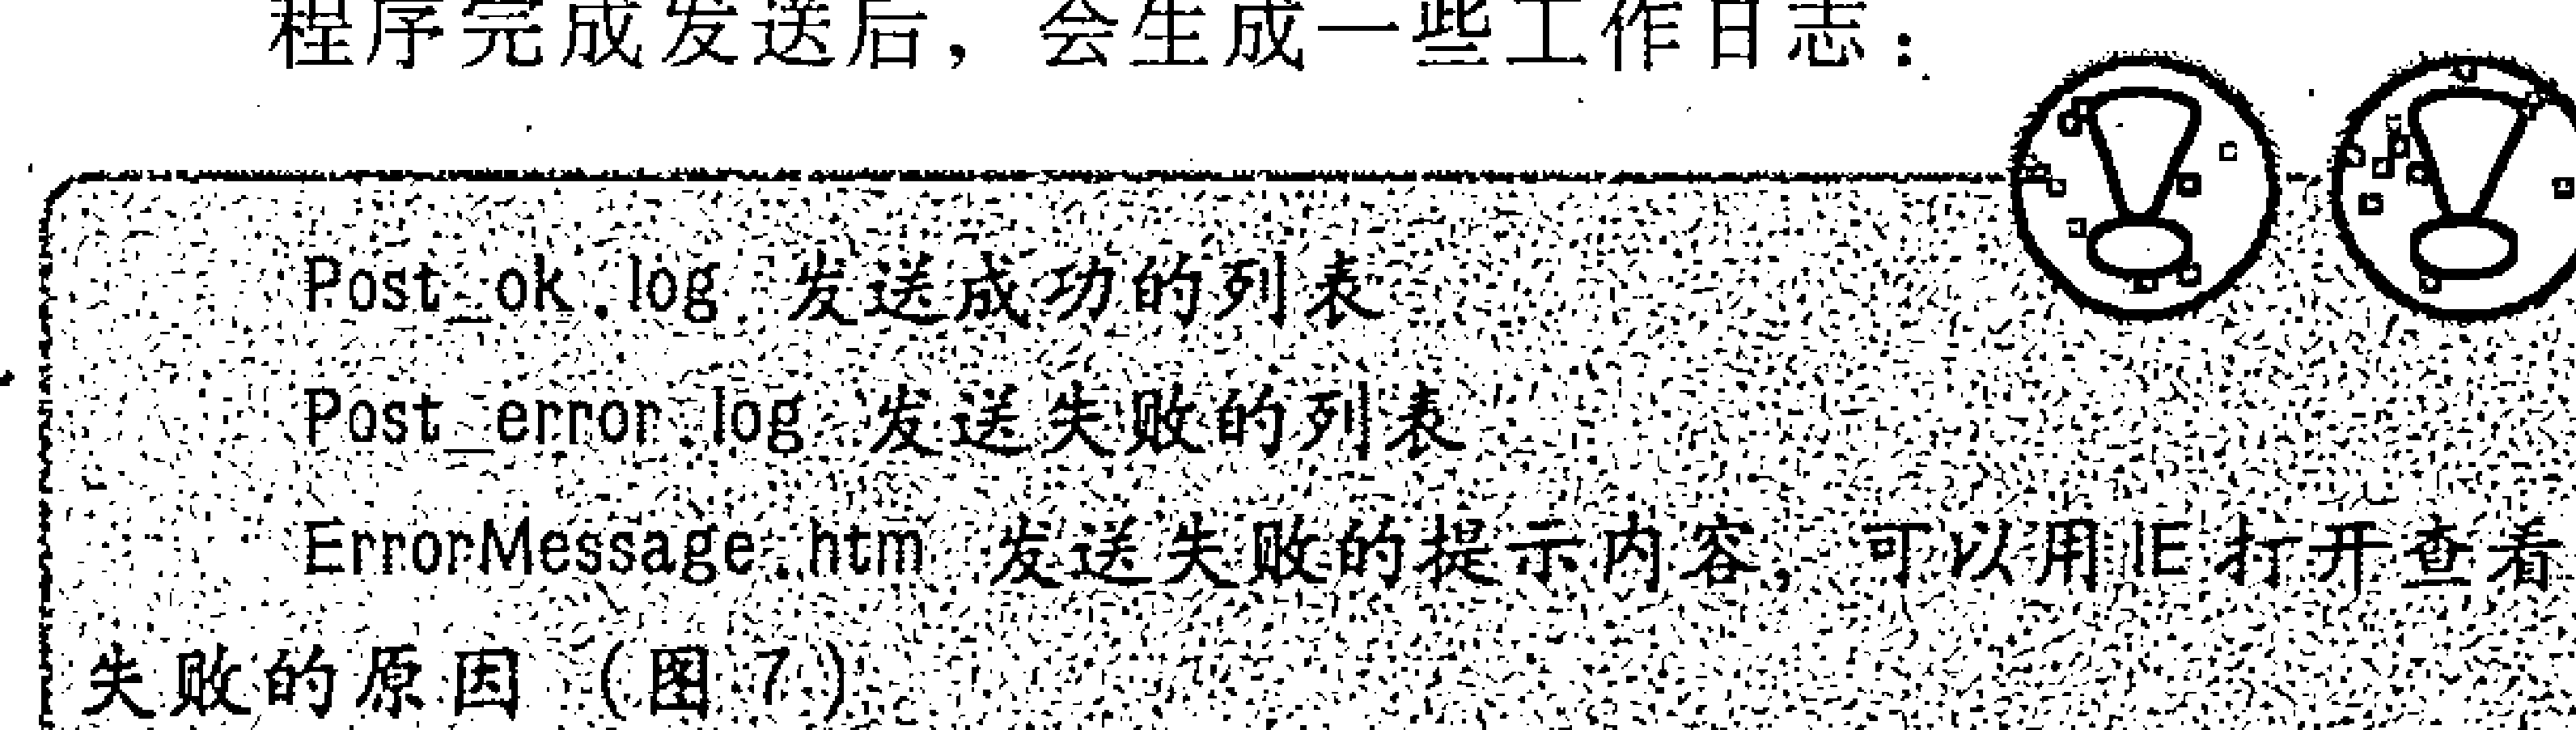 程序完成发送后，会生成一些工作日志：
Post_ok.log 发送成功的列表
Post_error.log 发送失败的列表
ErrorMessage.htm 发送失败的提示内容，可以用IE打开查看
失败的原因（图7）